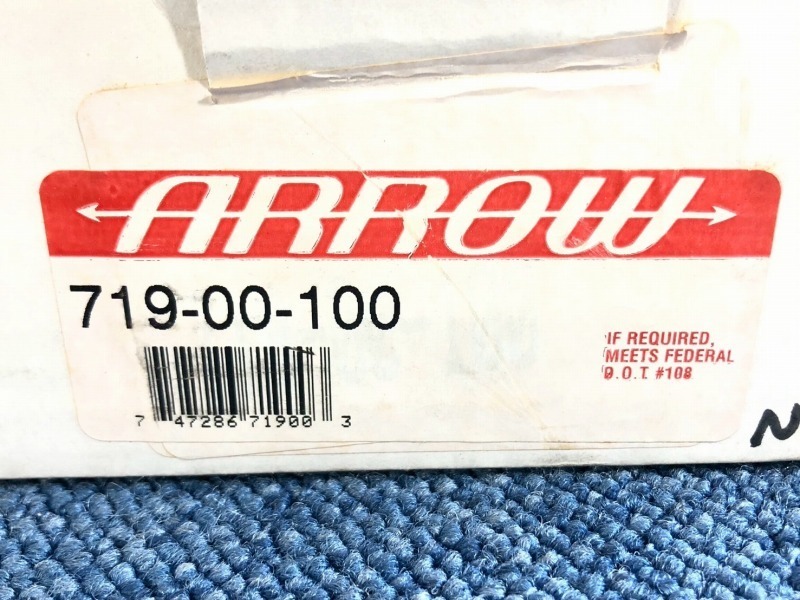 ARROW
719-00-100
IF REQUIRED,
MEETS FEDERAL
D.O.T. #108
7 47286 71900 3
N